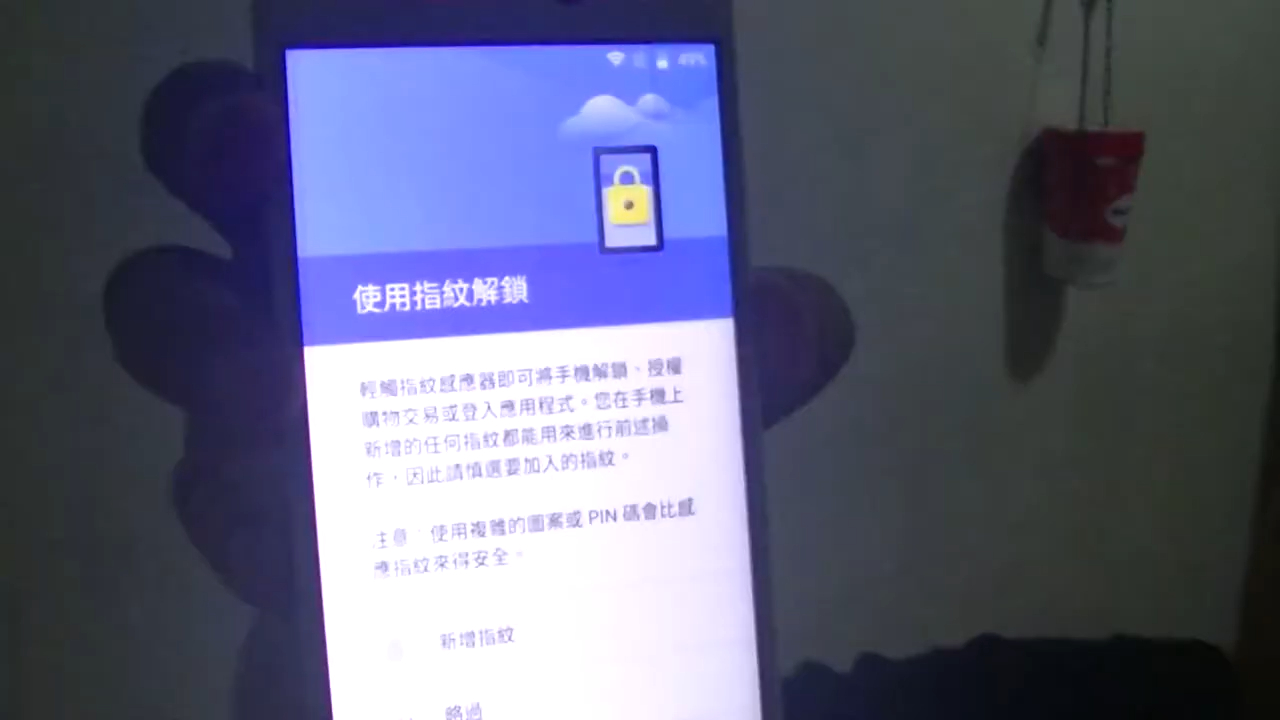 49%
使用指紋解鎖
輕觸指紋感應器即可將手機解鎖、授權
購物交易或登入應用程式。您在手機上
新增的任何指紋都能用來進行前述操
作，因此請慎選要加入的指紋。
注意：使用複雜的圖案或 PIN 碼會比感
應指紋來得安全。
新增指紋
略過